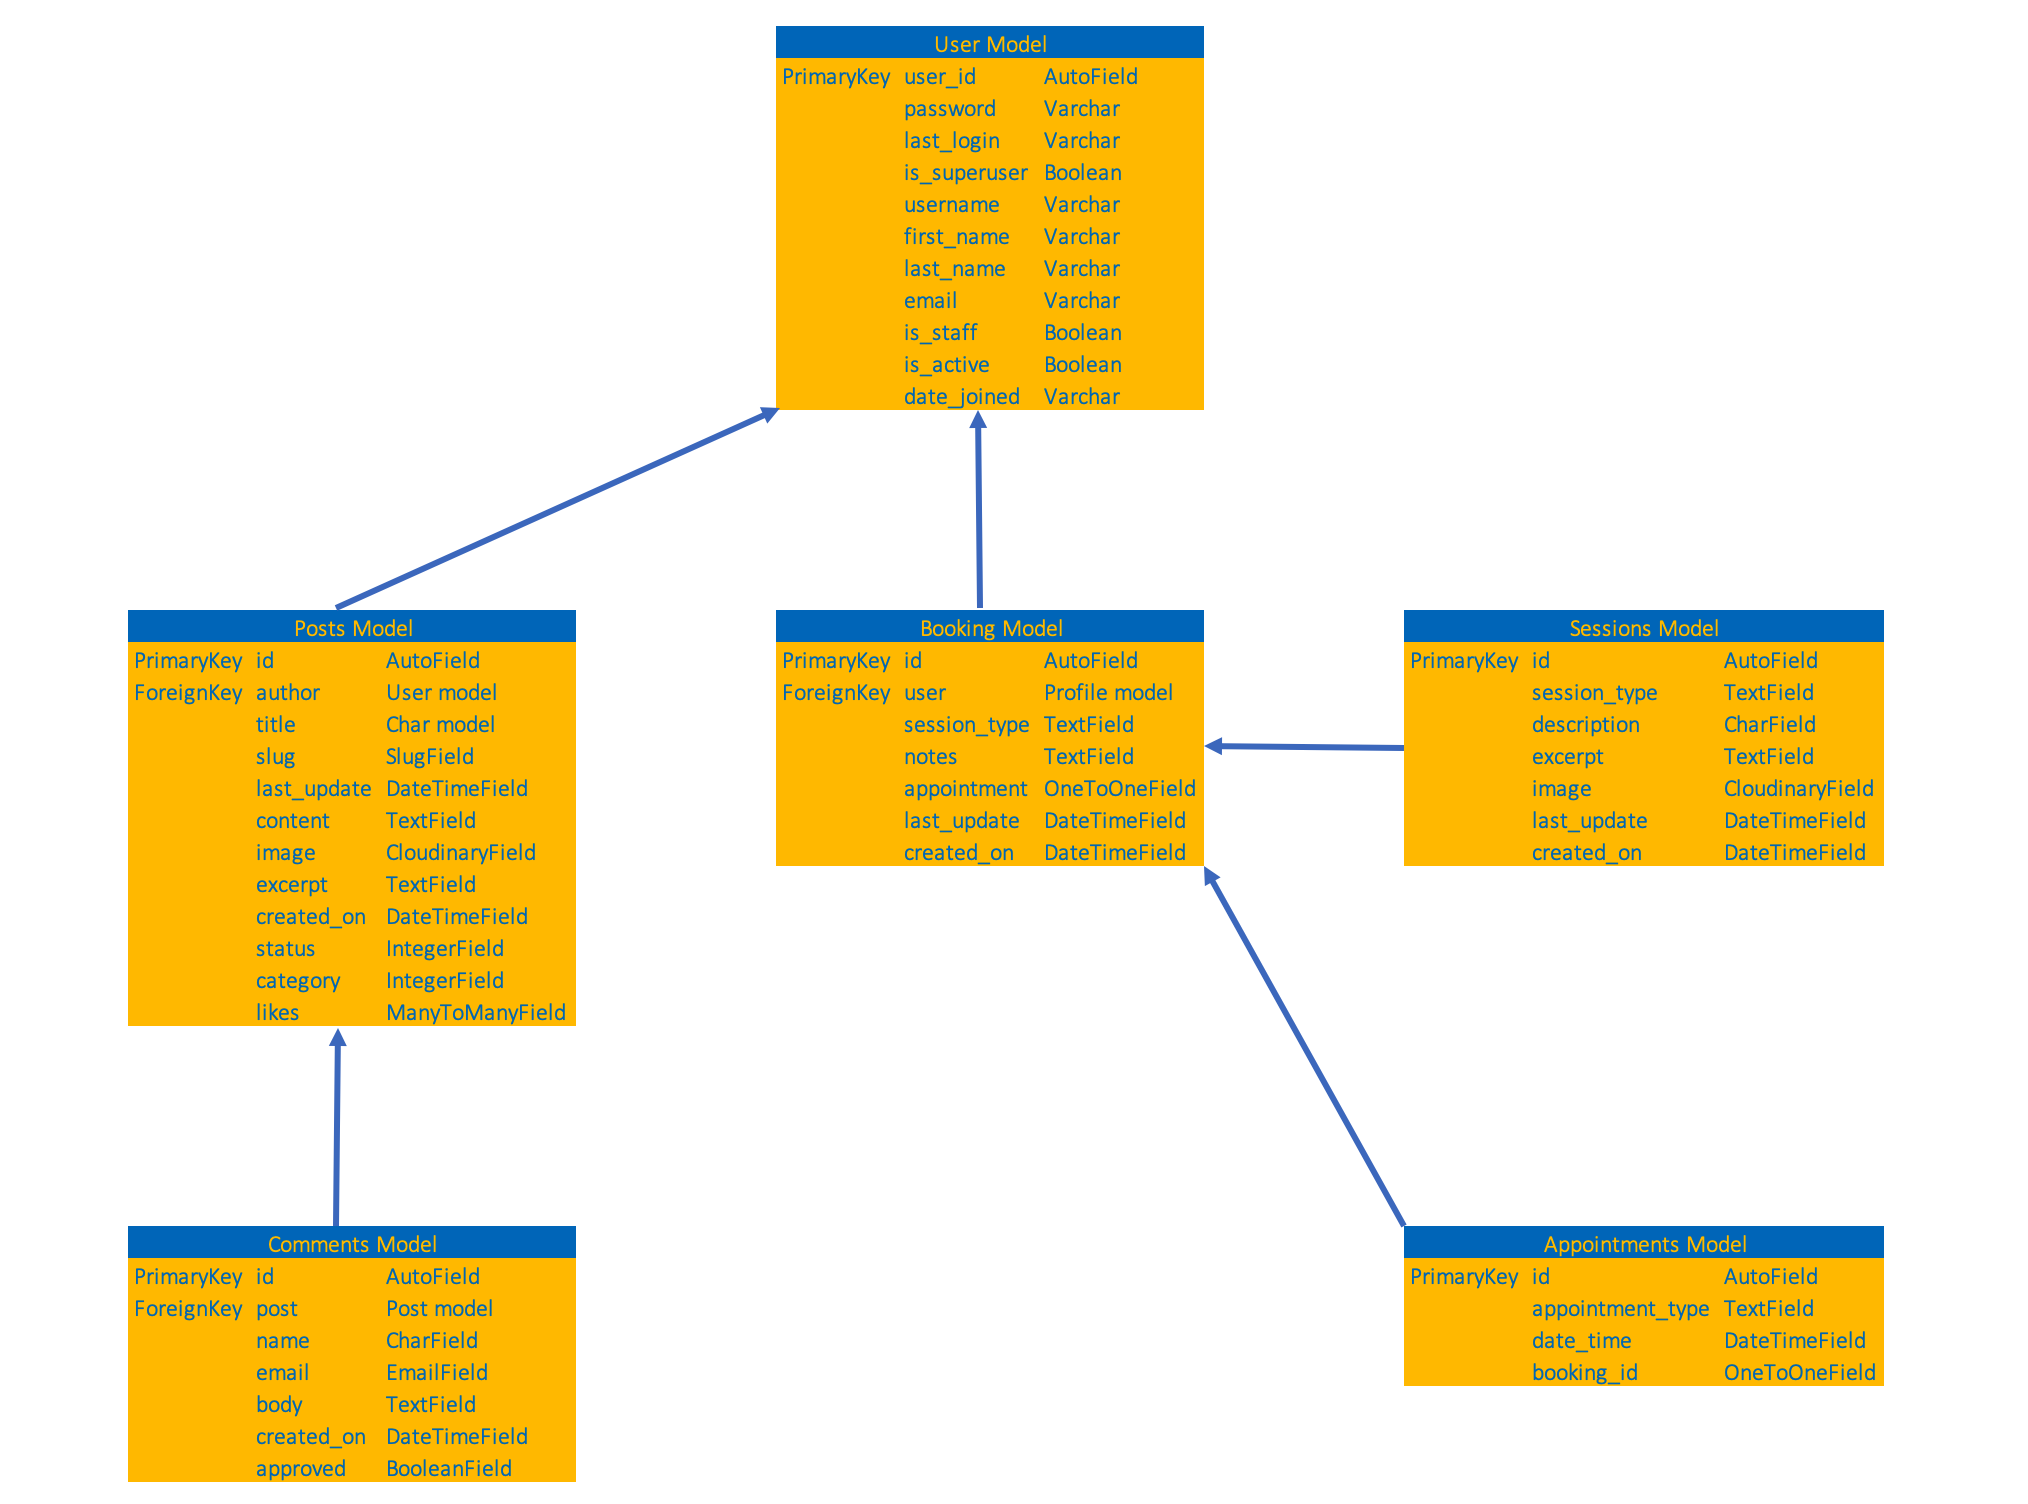 User Model
PrimaryKey user_id AutoField
password Varchar
last_login Varchar
is_superuser Boolean
username Varchar
first_name Varchar
last_name Varchar
email Varchar
is_staff Boolean
is_active Boolean
date_joined Varchar
Posts Model
PrimaryKey id AutoField
ForeignKey author User model
title Char model
slug SlugField
last_update DateTimeField
content TextField
image CloudinaryField
excerpt TextField
created_on DateTimeField
status IntegerField
category IntegerField
likes ManyToManyField
Booking Model
PrimaryKey id AutoField
ForeignKey user Profile model
session_type TextField
notes TextField
appointment OneToOneField
last_update DateTimeField
created_on DateTimeField
Sessions Model
PrimaryKey id AutoField
session_type TextField
description CharField
excerpt TextField
image CloudinaryField
last_update DateTimeField
created_on DateTimeField
Comments Model
PrimaryKey id AutoField
ForeignKey post Post model
name CharField
email EmailField
body TextField
created_on DateTimeField
approved BooleanField
Appointments Model
PrimaryKey id AutoField
appointment_type TextField
date_time DateTimeField
booking_id OneToOneField